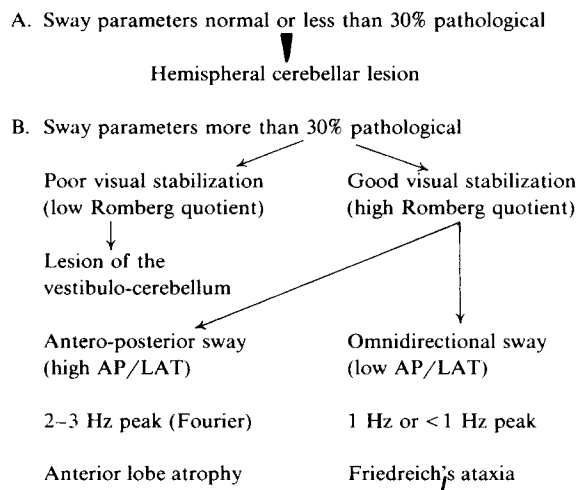 A. Sway parameters normal or less than 30% pathological
Hemispheral cerebellar lesion
B. Sway parameters more than 30% pathological
Poor visual stabilization
(low Romberg quotient)
Good visual stabilization
(high Romberg quotient)
Lesion of the
vestibulo-cerebellum
Antero-posterior sway
(high AP/LAT)
Omnidirectional sway
(low AP/LAT)
2–3 Hz peak (Fourier)
1 Hz or <1 Hz peak
Anterior lobe atrophy
Friedreich's ataxia